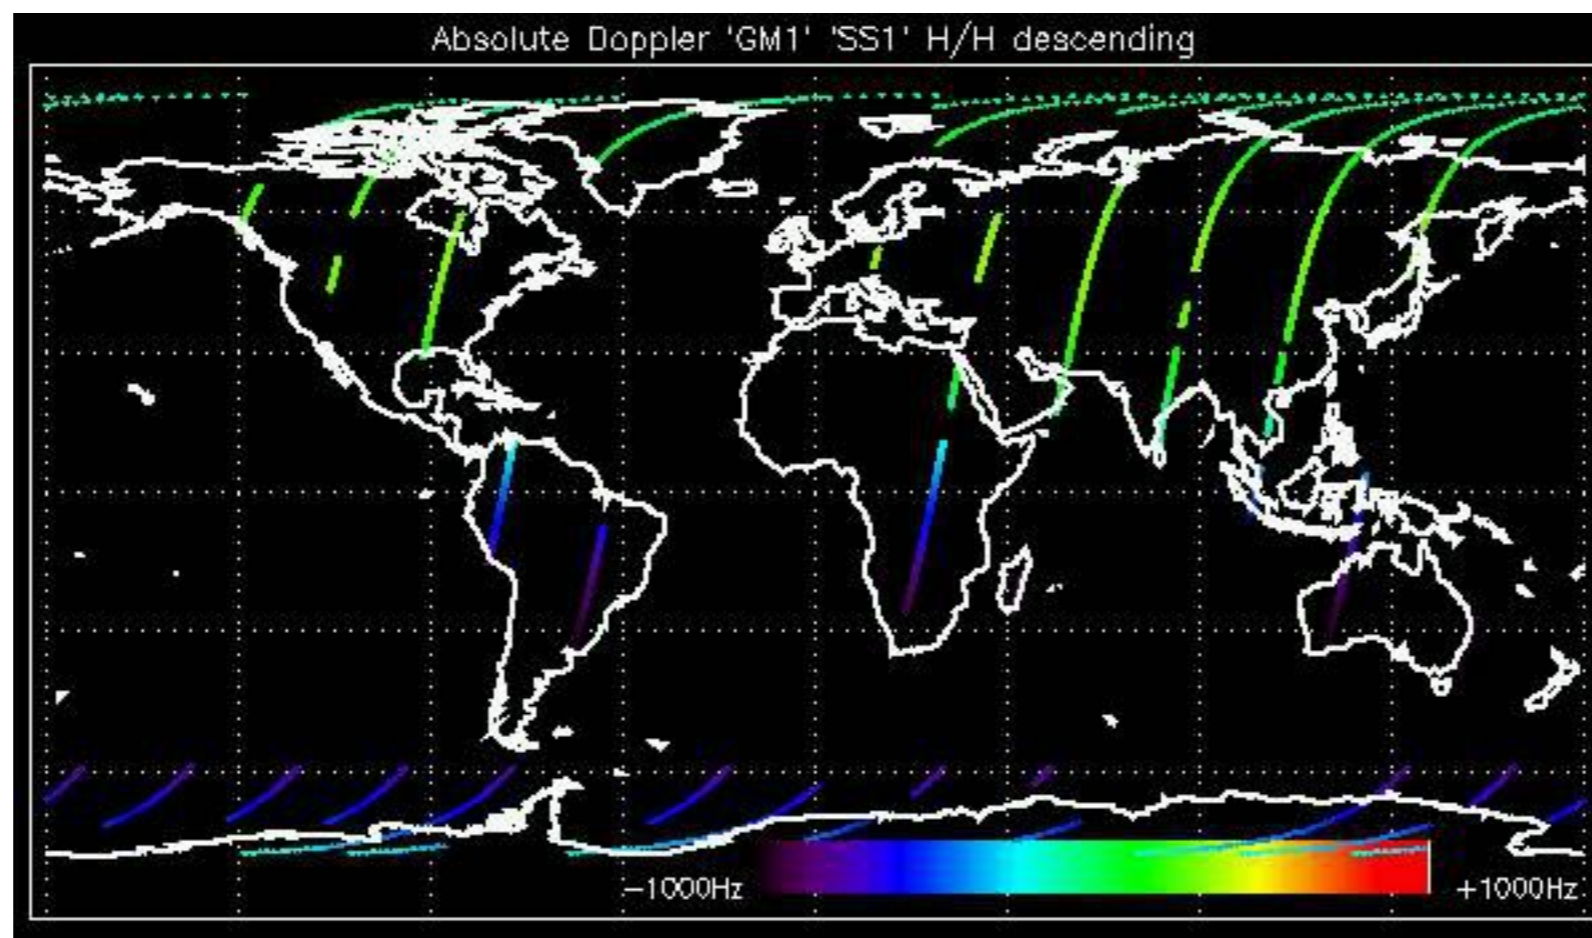 Absolute Doppler 'GM1' 'SS1' H/H descending
−1000Hz
+1000Hz